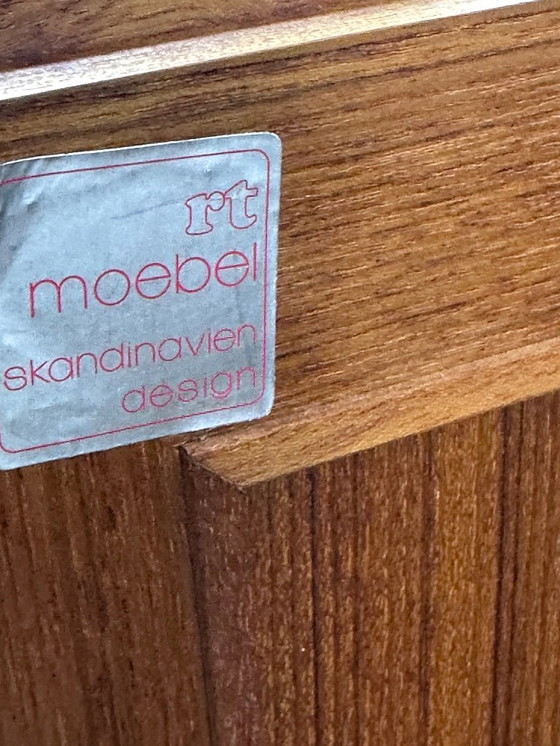 rt
moebel
skandinavien
design